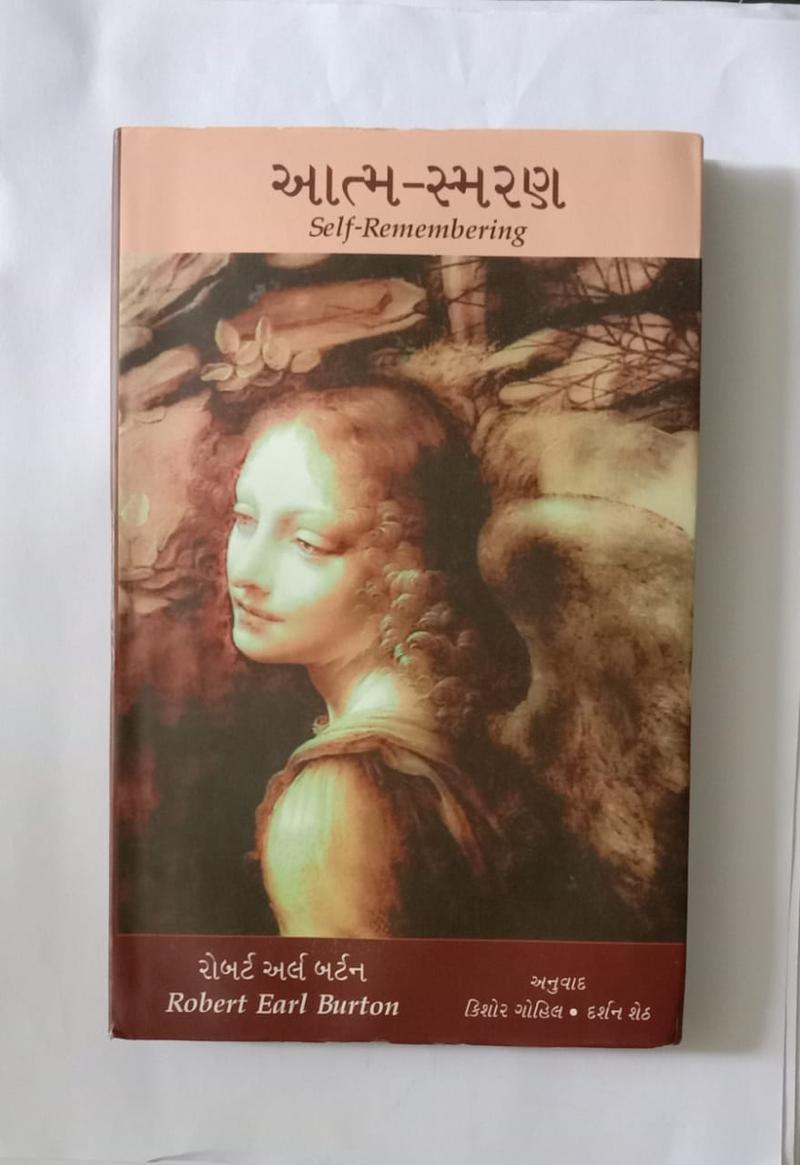 આત્મ-સ્મરણ
Self-Remembering
રોબર્ટ અર્લ બર્ટન
Robert Earl Burton
અનુવાદ
કિશોર ગોહિલ • દર્શન શેઠ